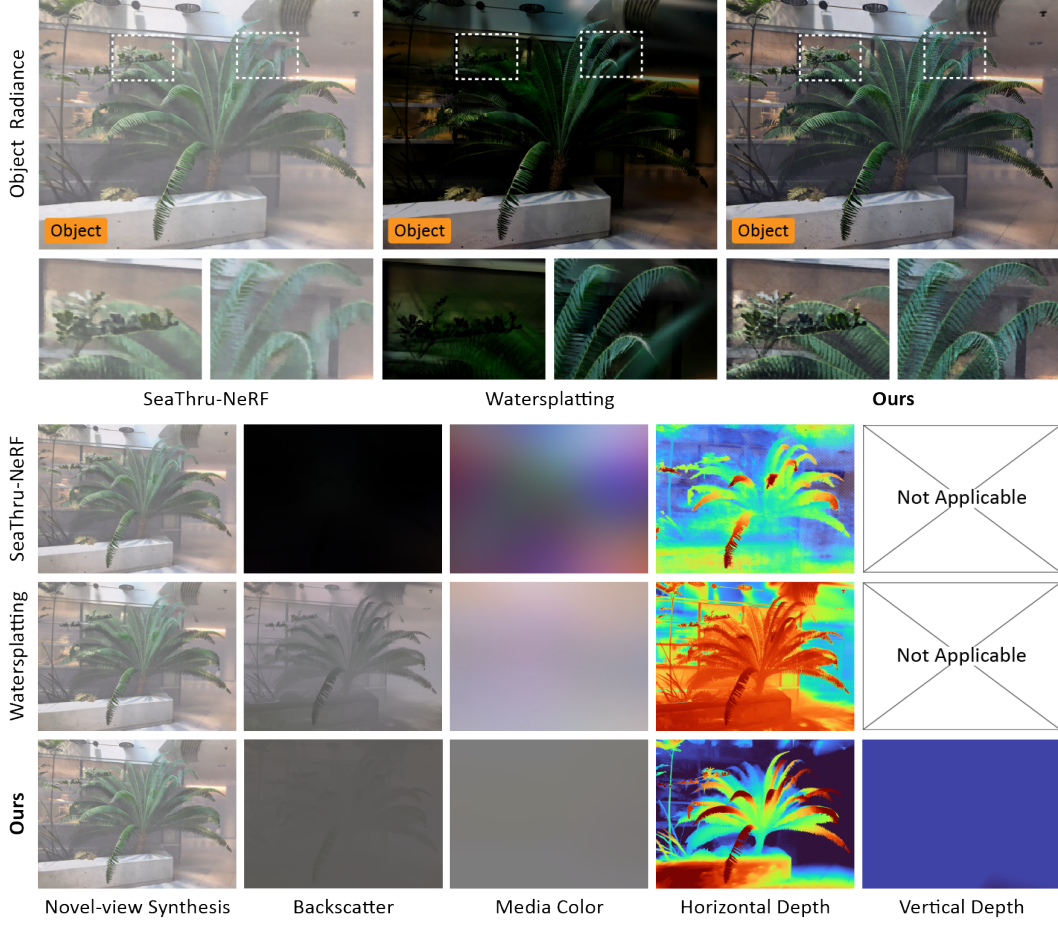 Object Radiance
Object
Object
Object
SeaThru-NeRF
Watersplatting
Ours
SeaThru-NeRF
Not Applicable
Watersplatting
Not Applicable
Ours
Novel-view Synthesis
Backscatter
Media Color
Horizontal Depth
Vertical Depth